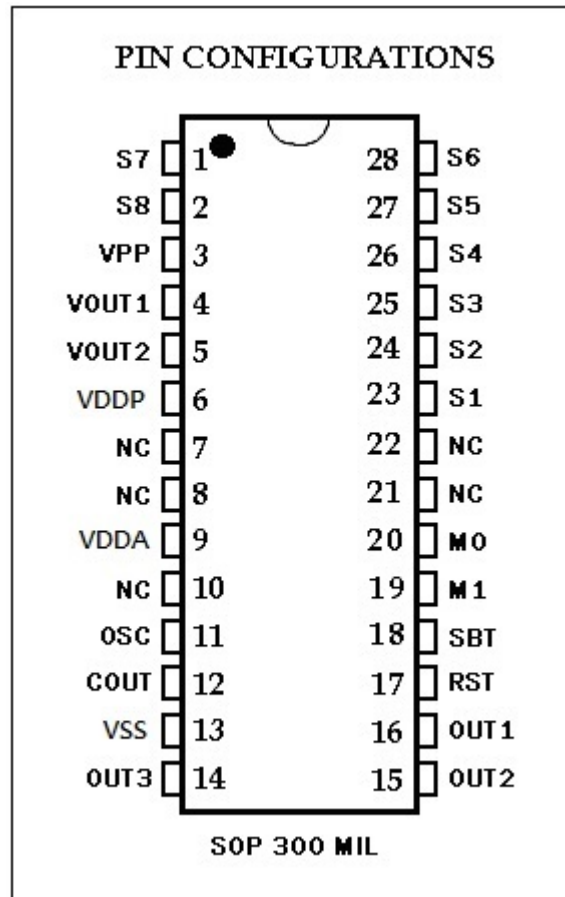 PIN CONFIGURATIONS
S7 1 28 S6
S8 2 27 S5
VPP 3 26 S4
VOUT1 4 25 S3
VOUT2 5 24 S2
VDDP 6 23 S1
NC 7 22 NC
NC 8 21 NC
VDDA 9 20 M0
NC 10 19 M1
OSC 11 18 SBT
COUT 12 17 RST
VSS 13 16 OUT1
OUT3 14 15 OUT2
SOP 300 MIL